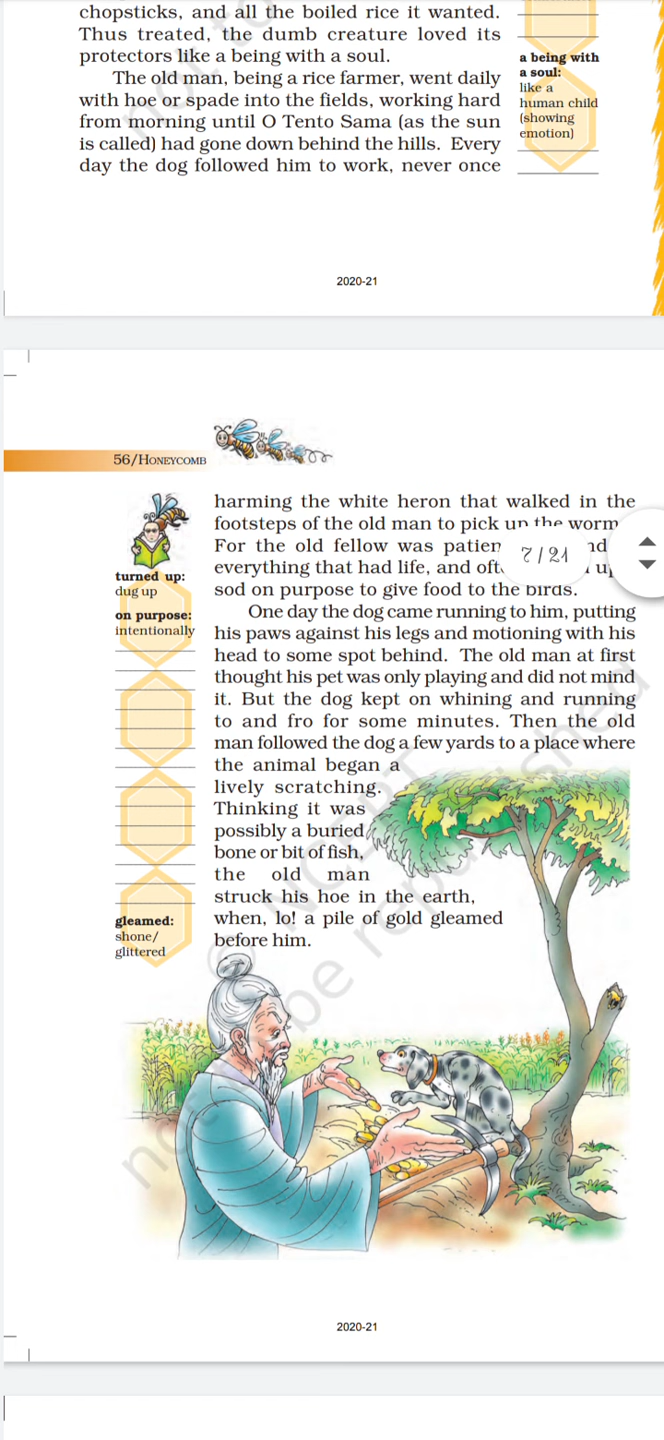 chopsticks, and all the boiled rice it wanted.
Thus treated, the dumb creature loved its
protectors like a being with a soul.
The old man, being a rice farmer, went daily
with hoe or spade into the fields, working hard
from morning until O Tento Sama (as the sun
is called) had gone down behind the hills. Every
day the dog followed him to work, never once
a being with
a soul:
like a
human child
(showing
emotion)
2020-21
56/HONEYCOMB
turned up:
dug up
on purpose:
intentionally
gleamed:
shone/
glittered
harming the white heron that walked in the
footsteps of the old man to pick up the worm
For the old fellow was
everything that had life, and
sod on purpose to give food to the birds.
7/21
One day the dog came running to him, putting
his paws against his legs and motioning with his
head to some spot behind. The old man at first
thought his pet was only playing and did not mind
it. But the dog kept on whining and running
to and fro for some minutes. Then the old
man followed the dog a few yards to a place where
the animal began a
lively scratching.
Thinking it was
possibly a buried
bone or bit of fish,
the old man
struck his hoe in the earth,
when, lo! a pile of gold gleamed
before him.
© NCERT
not to be republished
2020-21